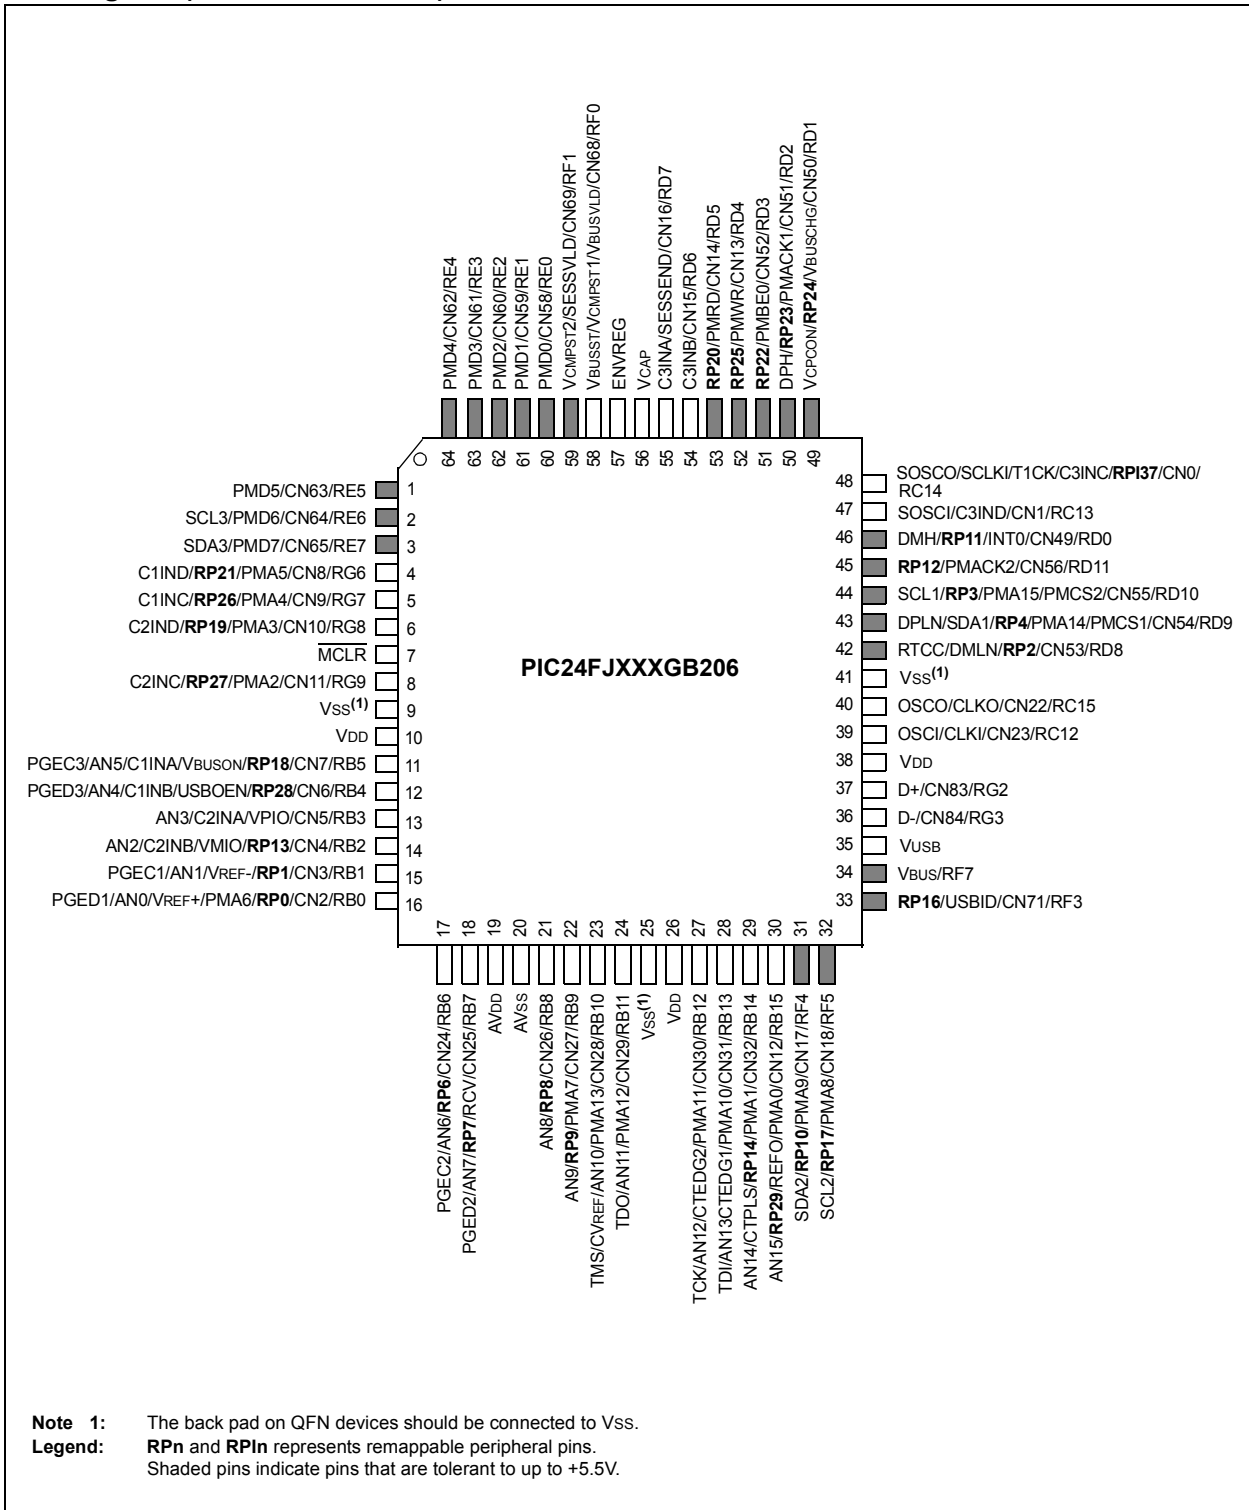 PMD4/CN62/RE4
PMD3/CN61/RE3
PMD2/CN60/RE2
PMD1/CN59/RE1
PMD0/CN58/RE0
VCMPST2/SESSVLD/CN69/RF1
VBUSST/VCMPST1/VBUSVLD/CN68/RF0
ENVREG
VCAP
C3INA/SESSEND/CN16/RD7
C3INB/CN15/RD6
RP20/PMRD/CN14/RD5
RP25/PMWR/CN13/RD4
RP22/PMBE0/CN52/RD3
DPH/RP23/PMACK1/CN51/RD2
VCPCON/RP24/VBUSCHG/CN50/RD1
64 63 62 61 60 59 58 57 56 55 54 53 52 51 50 49
PMD5/CN63/RE5 1
SCL3/PMD6/CN64/RE6 2
SDA3/PMD7/CN65/RE7 3
C1IND/RP21/PMA5/CN8/RG6 4
C1INC/RP26/PMA4/CN9/RG7 5
C2IND/RP19/PMA3/CN10/RG8 6
MCLR 7
C2INC/RP27/PMA2/CN11/RG9 8
VSS(1) 9
VDD 10
PGEC3/AN5/C1INA/VBUSON/RP18/CN7/RB5 11
PGED3/AN4/C1INB/USBOEN/RP28/CN6/RB4 12
AN3/C2INA/VPIO/CN5/RB3 13
AN2/C2INB/VMIO/RP13/CN4/RB2 14
PGEC1/AN1/VREF-/RP1/CN3/RB1 15
PGED1/AN0/VREF+/PMA6/RP0/CN2/RB0 16
PIC24FJXXXGB206
48 SOSCO/SCLKI/T1CK/C3INC/RPI37/CN0/
RC14
47 SOSCI/C3IND/CN1/RC13
46 DMH/RP11/INT0/CN49/RD0
45 RP12/PMACK2/CN56/RD11
44 SCL1/RP3/PMA15/PMCS2/CN55/RD10
43 DPLN/SDA1/RP4/PMA14/PMCS1/CN54/RD9
42 RTCC/DMLN/RP2/CN53/RD8
41 VSS(1)
40 OSCO/CLKO/CN22/RC15
39 OSCI/CLKI/CN23/RC12
38 VDD
37 D+/CN83/RG2
36 D-/CN84/RG3
35 VUSB
34 VBUS/RF7
33 RP16/USBID/CN71/RF3
17 18 19 20 21 22 23 24 25 26 27 28 29 30 31 32
PGEC2/AN6/RP6/CN24/RB6
PGED2/AN7/RP7/RCV/CN25/RB7
AVDD
AVSS
AN8/RP8/CN26/RB8
AN9/RP9/PMA7/CN27/RB9
TMS/CVREF/AN10/PMA13/CN28/RB10
TDO/AN11/PMA12/CN29/RB11
VSS(1)
VDD
TCK/AN12/CTEDG2/PMA11/CN30/RB12
TDI/AN13CTEDG1/PMA10/CN31/RB13
AN14/CTPLS/RP14/PMA1/CN32/RB14
AN15/RP29/REFO/PMA0/CN12/RB15
SDA2/RP10/PMA9/CN17/RF4
SCL2/RP17/PMA8/CN18/RF5
Note 1: The back pad on QFN devices should be connected to VSS.
Legend: RPn and RPIn represents remappable peripheral pins.
Shaded pins indicate pins that are tolerant to up to +5.5V.